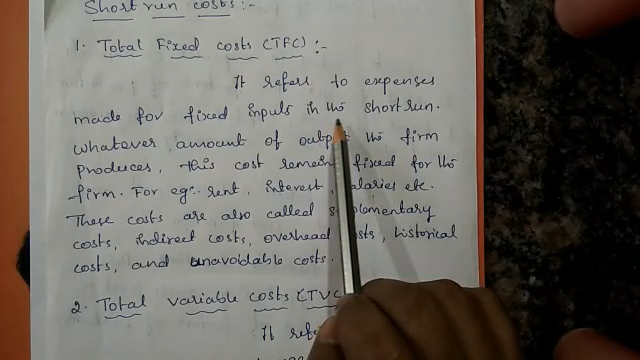 Short run costs:-
1. Total Fixed costs (TFC) :-
It refers to expenses
made for fixed inputs in the short run.
whatever amount of the firm
produces, this cost remain fixed for the
firm. For eg:. rent, interest, salaries etc.
These costs are also called
costs, indirect costs, overhead costs, historical
costs, and unavoidable costs.
2. Total variable costs (TVC
It